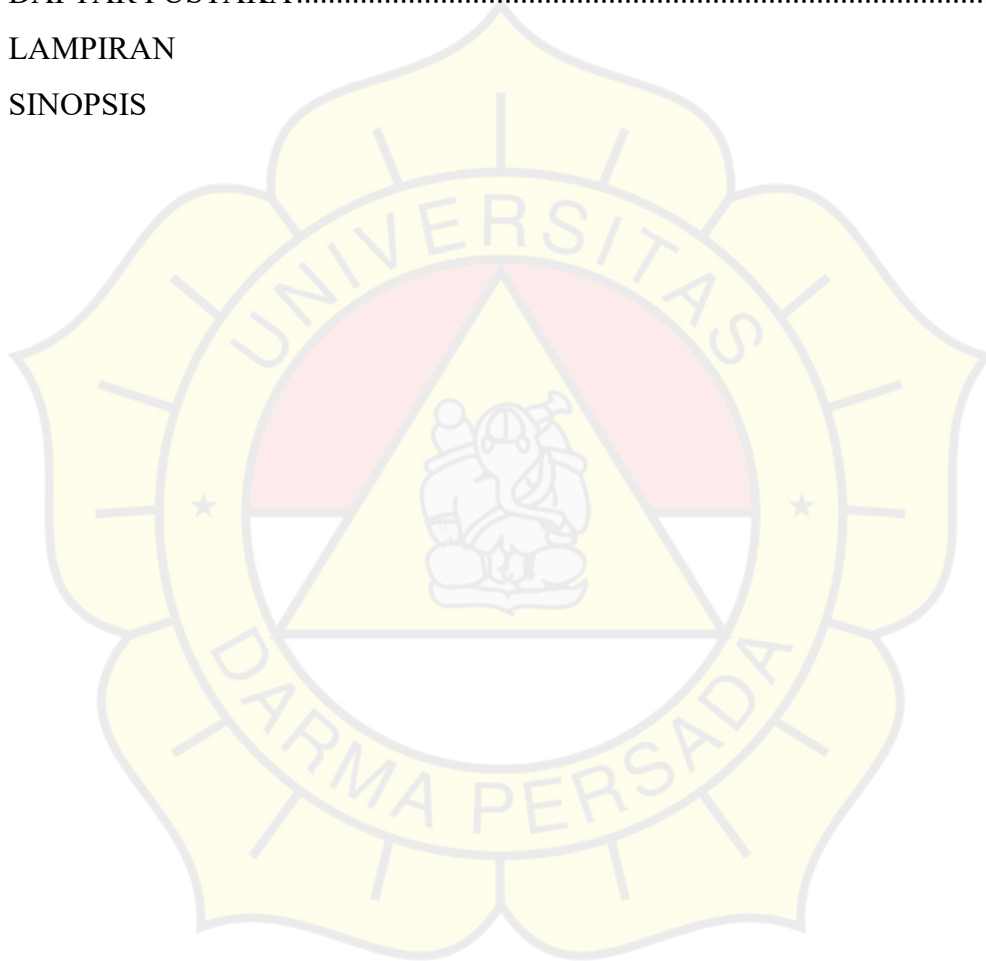 DAFTAR PUSTAKA................................................................................
LAMPIRAN
SINOPSIS
UNIVERSITAS
DARMA PERSADA